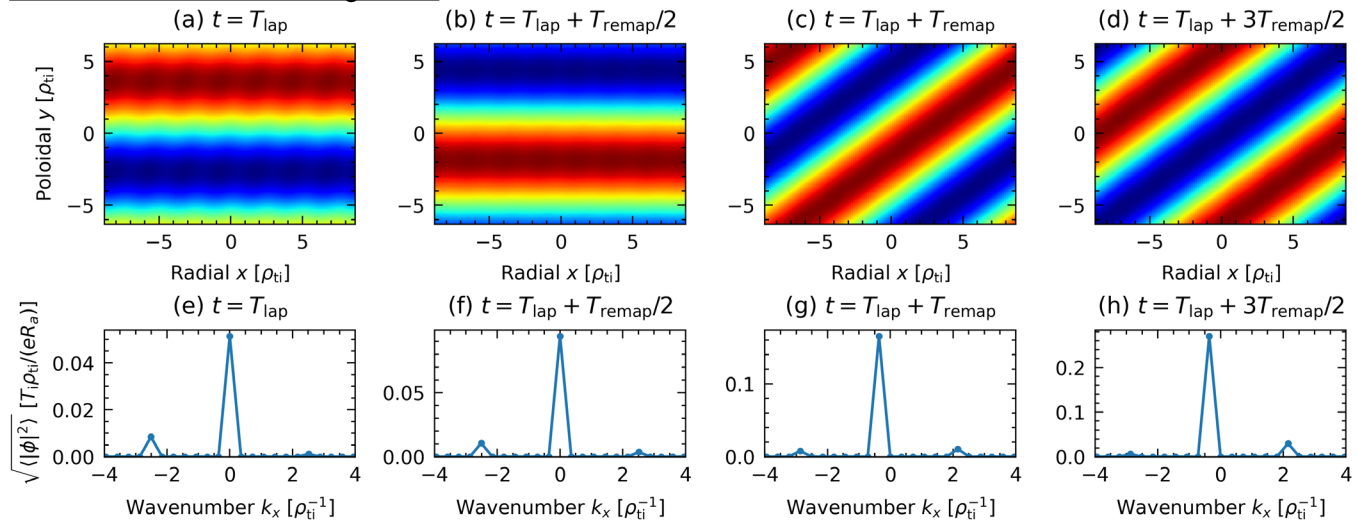 (a) t = T_lap
(b) t = T_lap + T_remap/2
(c) t = T_lap + T_remap
(d) t = T_lap + 3T_remap/2
Poloidal y [ρ_ti]
5
0
−5
−5 0 5
Radial x [ρ_ti]
5
0
−5
−5 0 5
Radial x [ρ_ti]
5
0
−5
−5 0 5
Radial x [ρ_ti]
5
0
−5
−5 0 5
Radial x [ρ_ti]
(e) t = T_lap
(f) t = T_lap + T_remap/2
(g) t = T_lap + T_remap
(h) t = T_lap + 3T_remap/2
√⟨|ϕ|²⟩ [T_iρ_ti/(eR_a)]
0.04
0.02
0.00
−4 −2 0 2 4
Wavenumber k_x [ρ_ti⁻¹]
0.05
0.00
−4 −2 0 2 4
Wavenumber k_x [ρ_ti⁻¹]
0.1
0.0
−4 −2 0 2 4
Wavenumber k_x [ρ_ti⁻¹]
0.2
0.1
0.0
−4 −2 0 2 4
Wavenumber k_x [ρ_ti⁻¹]